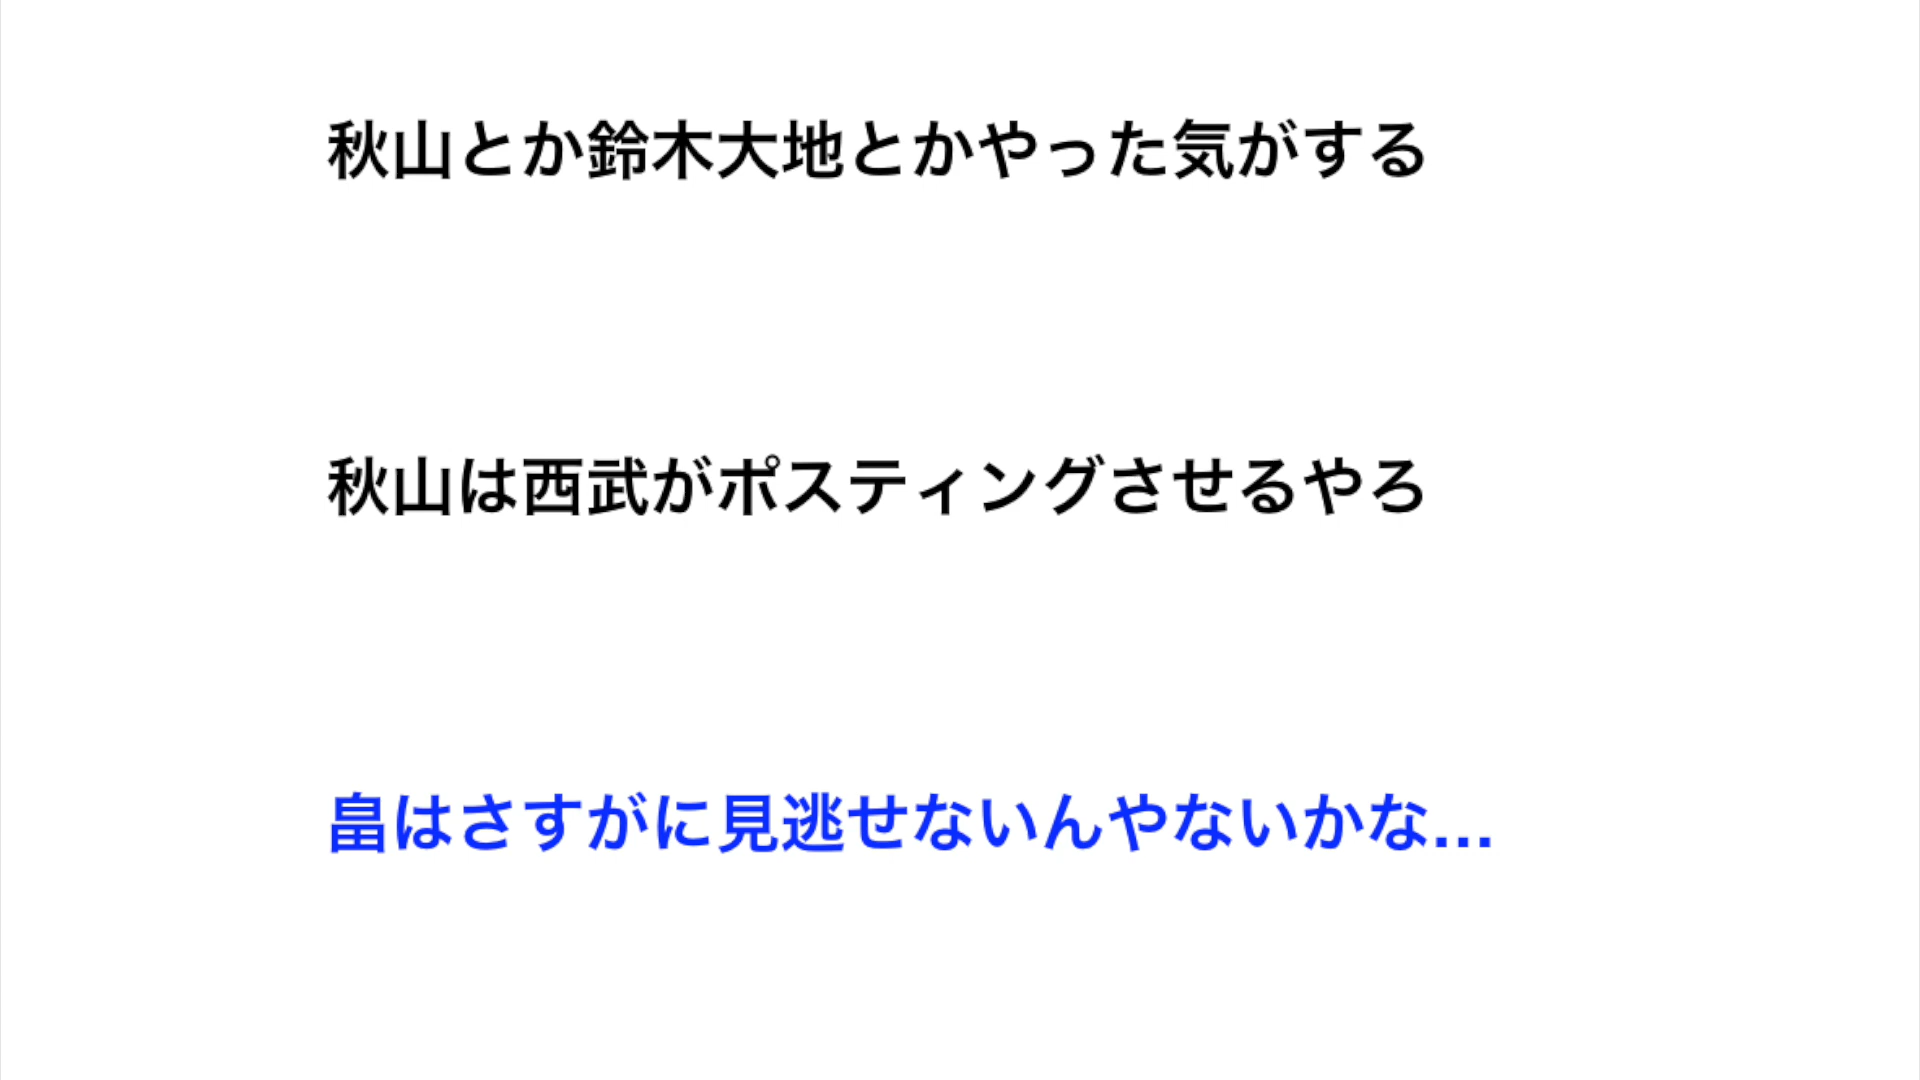 秋山とか鈴木大地とかやった気がする
秋山は西武がポスティングさせるやろ
畠はさすがに見逃せないんやないかな…